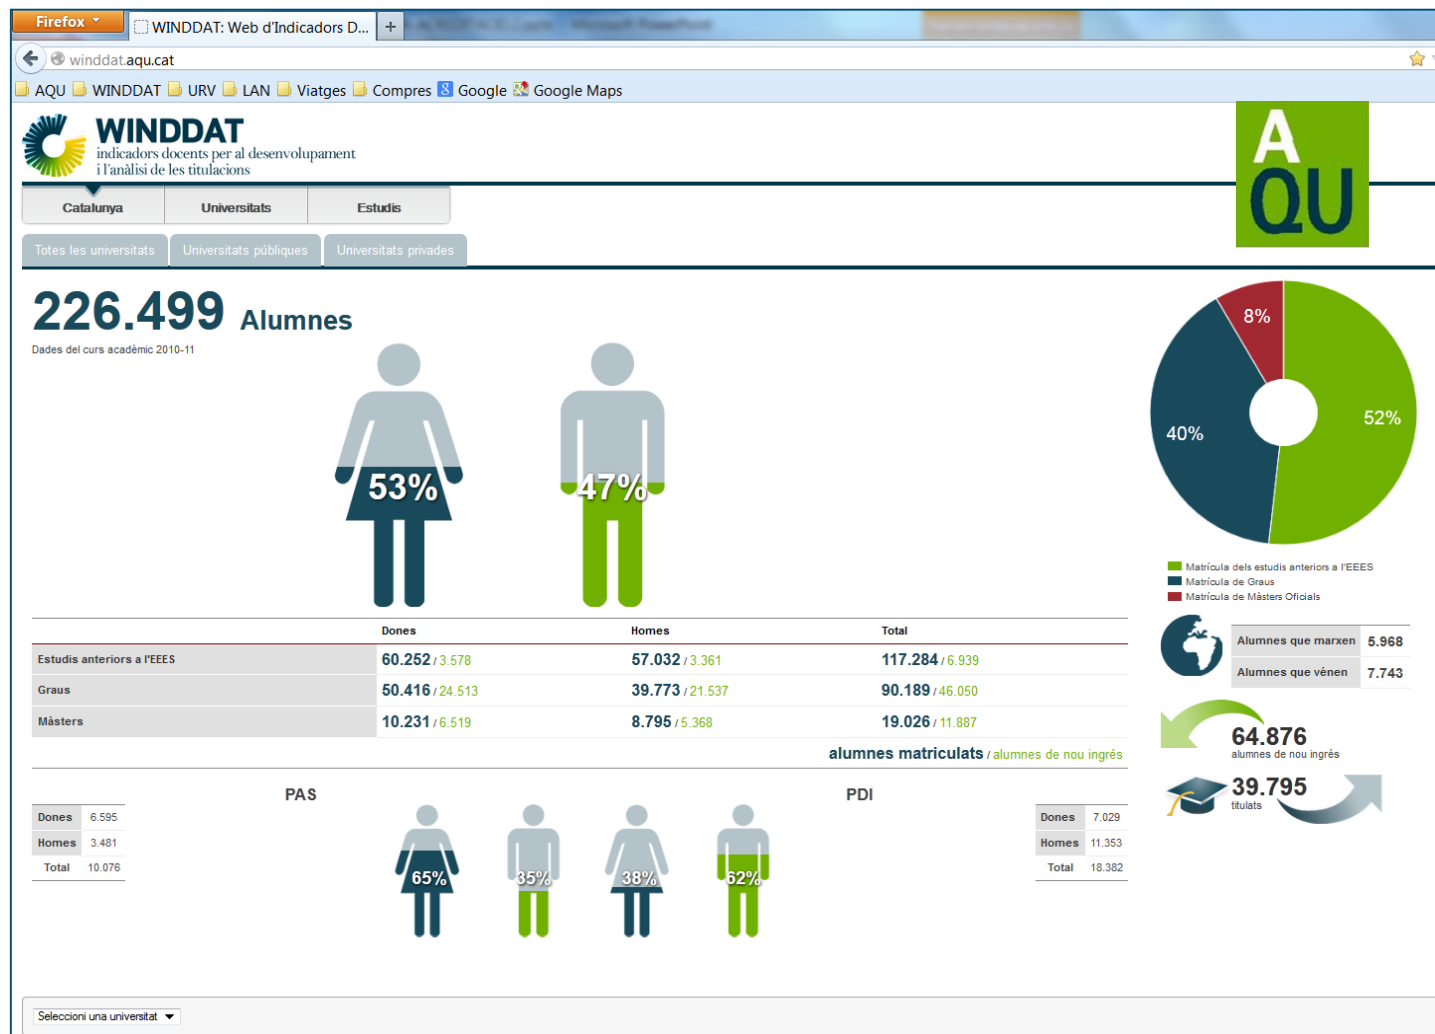 Firefox
WINDDAT: Web d'Indicadors D...
+
winddat.aqu.cat
AQU WINDDAT URV LAN Viatges Compres Google Google Maps
WINDDAT
indicadors docents per al desenvolupament
i l'anàlisi de les titulacions
A
QU
Catalunya Universitats Estudis
Totes les universitats Universitats públiques Universitats privades
226.499 Alumnes
Dades del curs acadèmic 2010-11
53% 47%
8%
40%
52%
Matrícula dels estudis anteriors a l'EEES
Matrícula de Graus
Matrícula de Màsters Oficials
Dones Homes Total
Estudis anteriors a l'EEES 60.252 / 3.578 57.032 / 3.361 117.284 / 6.939
Graus 50.416 / 24.513 39.773 / 21.537 90.189 / 46.050
Màsters 10.231 / 6.519 8.795 / 5.368 19.026 / 11.887
alumnes matriculats / alumnes de nou ingrés
Alumnes que marxen 5.968
Alumnes que vénen 7.743
64.876
alumnes de nou ingrés
39.795
titulats
PAS
Dones 6.595
Homes 3.481
Total 10.076
65% 35% 38% 62%
PDI
Dones 7.029
Homes 11.353
Total 18.382
Seleccioni una universitat